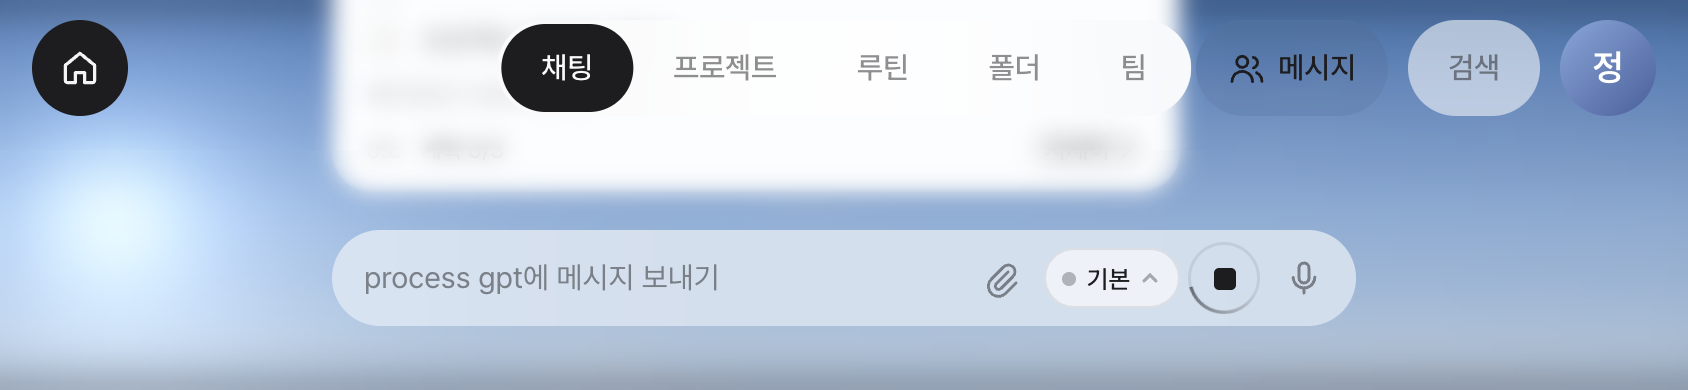 채팅
프로젝트
루틴
폴더
팀
메시지
검색
정
process gpt에 메시지 보내기
기본